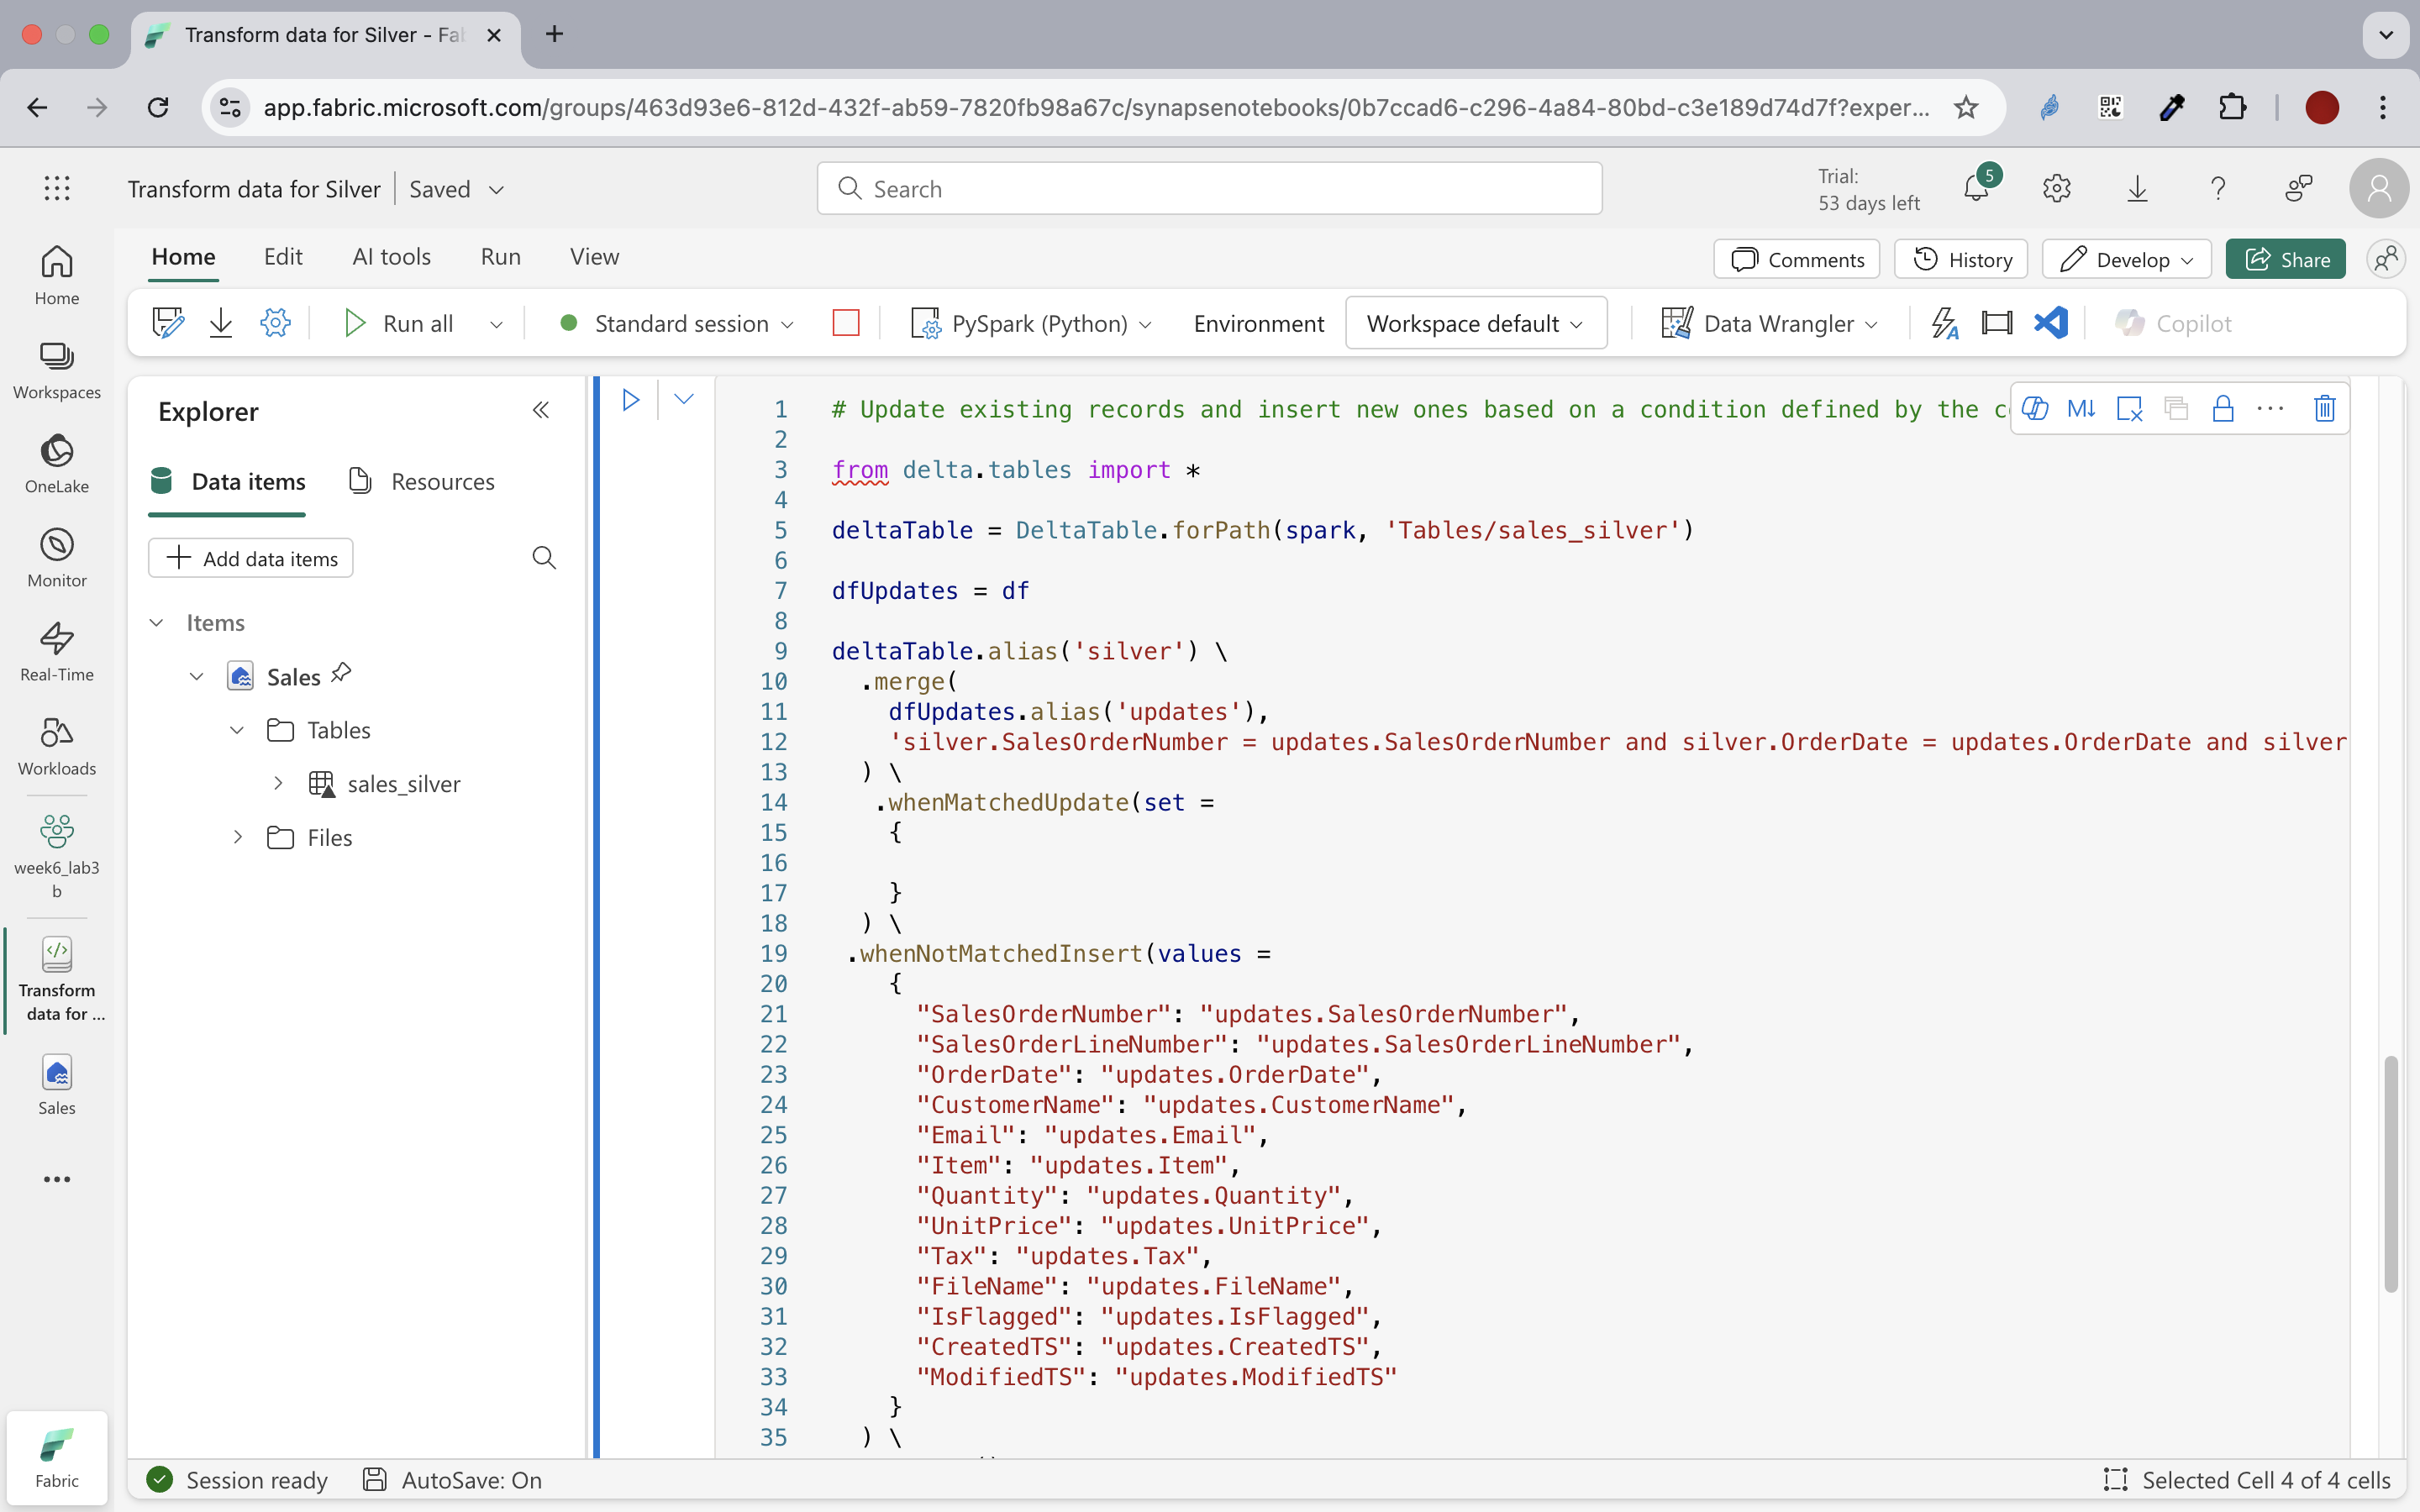 Transform data for Silver - Fa
app.fabric.microsoft.com/groups/463d93e6-812d-432f-ab59-7820fb98a67c/synapsenotebooks/0b7ccad6-c296-4a84-80bd-c3e189d74d7f?exper...
Transform data for Silver | Saved
Search
Trial:
53 days left
5
Home Edit AI tools Run View
Comments History Develop Share
Run all Standard session PySpark (Python) Environment Workspace default Data Wrangler Copilot
Home
Workspaces
OneLake
Monitor
Real-Time
Workloads
week6_lab3
b
Transform
data for ...
Sales
Fabric
Explorer
Data items Resources
Add data items
Items
Sales
Tables
sales_silver
Files
M↓
1 # Update existing records and insert new ones based on a condition defined by the c
2
3 from delta.tables import *
4
5 deltaTable = DeltaTable.forPath(spark, 'Tables/sales_silver')
6
7 dfUpdates = df
8
9 deltaTable.alias('silver') \
10 .merge(
11 dfUpdates.alias('updates'),
12 'silver.SalesOrderNumber = updates.SalesOrderNumber and silver.OrderDate = updates.OrderDate and silver
13 ) \
14 .whenMatchedUpdate(set =
15 {
16
17 }
18 ) \
19 .whenNotMatchedInsert(values =
20 {
21 "SalesOrderNumber": "updates.SalesOrderNumber",
22 "SalesOrderLineNumber": "updates.SalesOrderLineNumber",
23 "OrderDate": "updates.OrderDate",
24 "CustomerName": "updates.CustomerName",
25 "Email": "updates.Email",
26 "Item": "updates.Item",
27 "Quantity": "updates.Quantity",
28 "UnitPrice": "updates.UnitPrice",
29 "Tax": "updates.Tax",
30 "FileName": "updates.FileName",
31 "IsFlagged": "updates.IsFlagged",
32 "CreatedTS": "updates.CreatedTS",
33 "ModifiedTS": "updates.ModifiedTS"
34 }
35 ) \
Session ready AutoSave: On
Selected Cell 4 of 4 cells